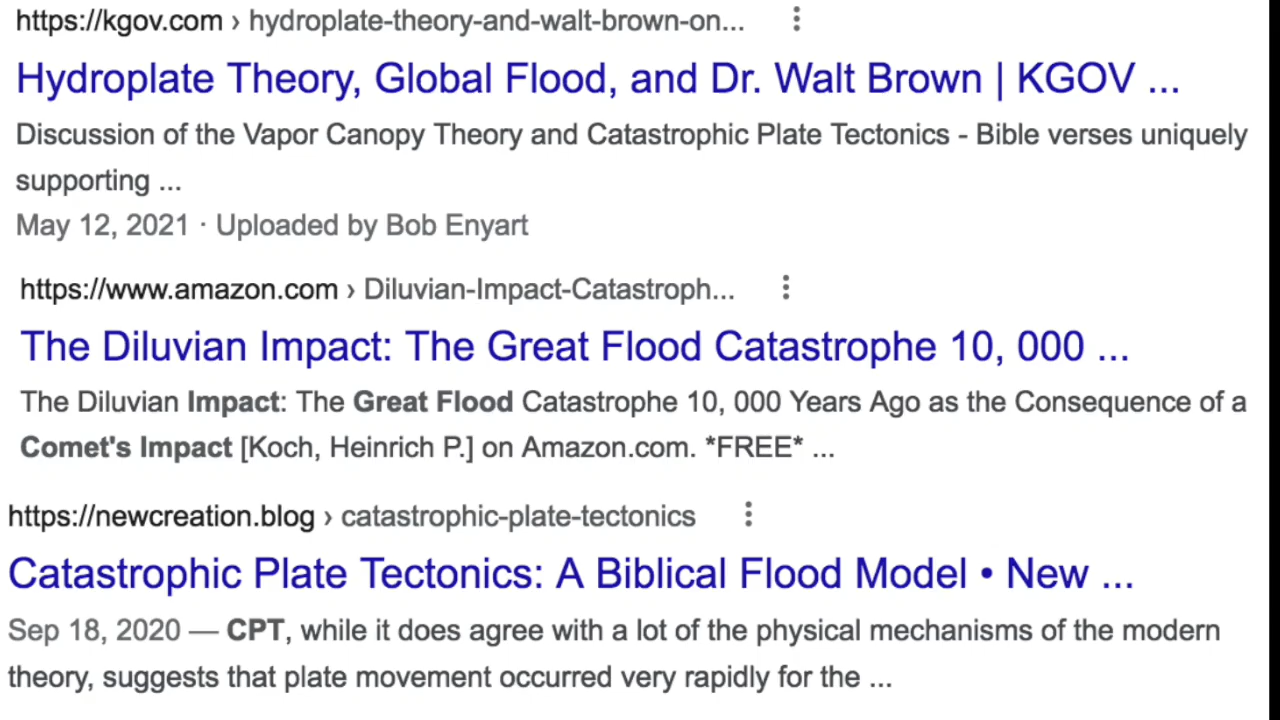 https://kgov.com › hydroplate-theory-and-walt-brown-on...
Hydroplate Theory, Global Flood, and Dr. Walt Brown | KGOV ...
Discussion of the Vapor Canopy Theory and Catastrophic Plate Tectonics - Bible verses uniquely
supporting ...
May 12, 2021 · Uploaded by Bob Enyart
https://www.amazon.com › Diluvian-Impact-Catastroph...
The Diluvian Impact: The Great Flood Catastrophe 10, 000 ...
The Diluvian Impact: The Great Flood Catastrophe 10, 000 Years Ago as the Consequence of a
Comet's Impact [Koch, Heinrich P.] on Amazon.com. *FREE* ...
https://newcreation.blog › catastrophic-plate-tectonics
Catastrophic Plate Tectonics: A Biblical Flood Model • New ...
Sep 18, 2020 — CPT, while it does agree with a lot of the physical mechanisms of the modern
theory, suggests that plate movement occurred very rapidly for the ...